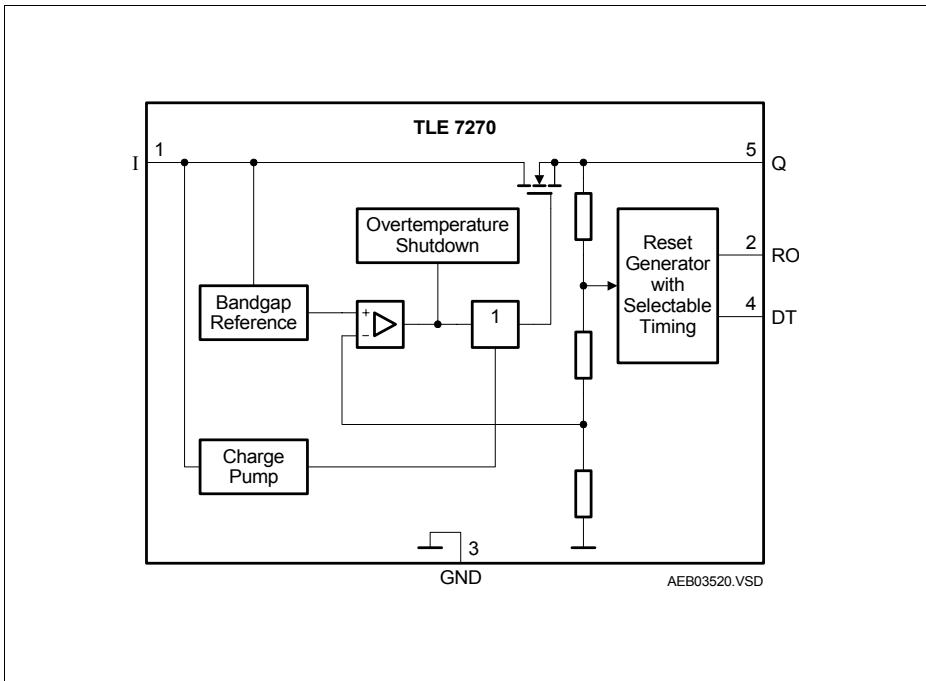 TLE 7270
I
1
5
Q
Overtemperature
Shutdown
Reset
Generator
with
Selectable
Timing
2
RO
4
DT
Bandgap
Reference
+
−
1
Charge
Pump
3
GND
AEB03520.VSD